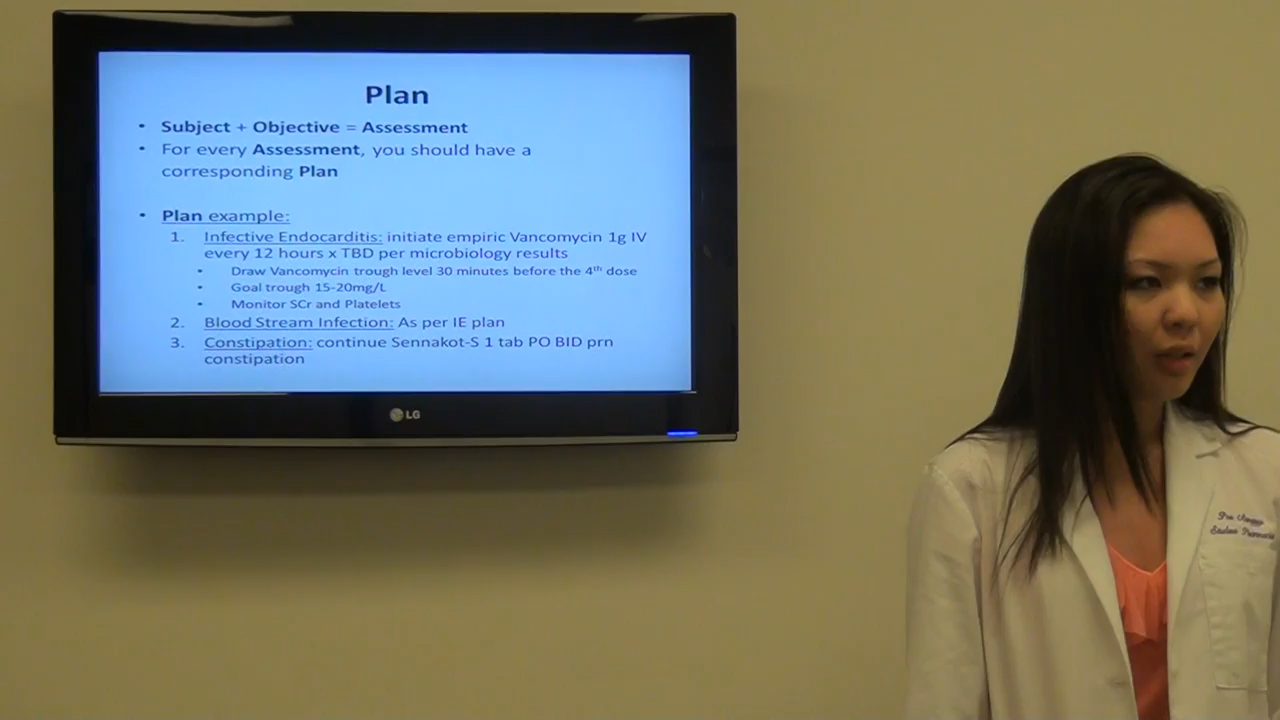 Plan
• Subject + Objective = Assessment
• For every Assessment, you should have a
corresponding Plan
• Plan example:
1. Infective Endocarditis: initiate empiric Vancomycin 1g IV
every 12 hours x TBD per microbiology results
• Draw Vancomycin trough level 30 minutes before the 4th dose
• Goal trough 15-20mg/L
• Monitor SCr and Platelets
2. Blood Stream Infection: As per IE plan
3. Constipation: continue Sennakot-S 1 tab PO BID prn
constipation
LG